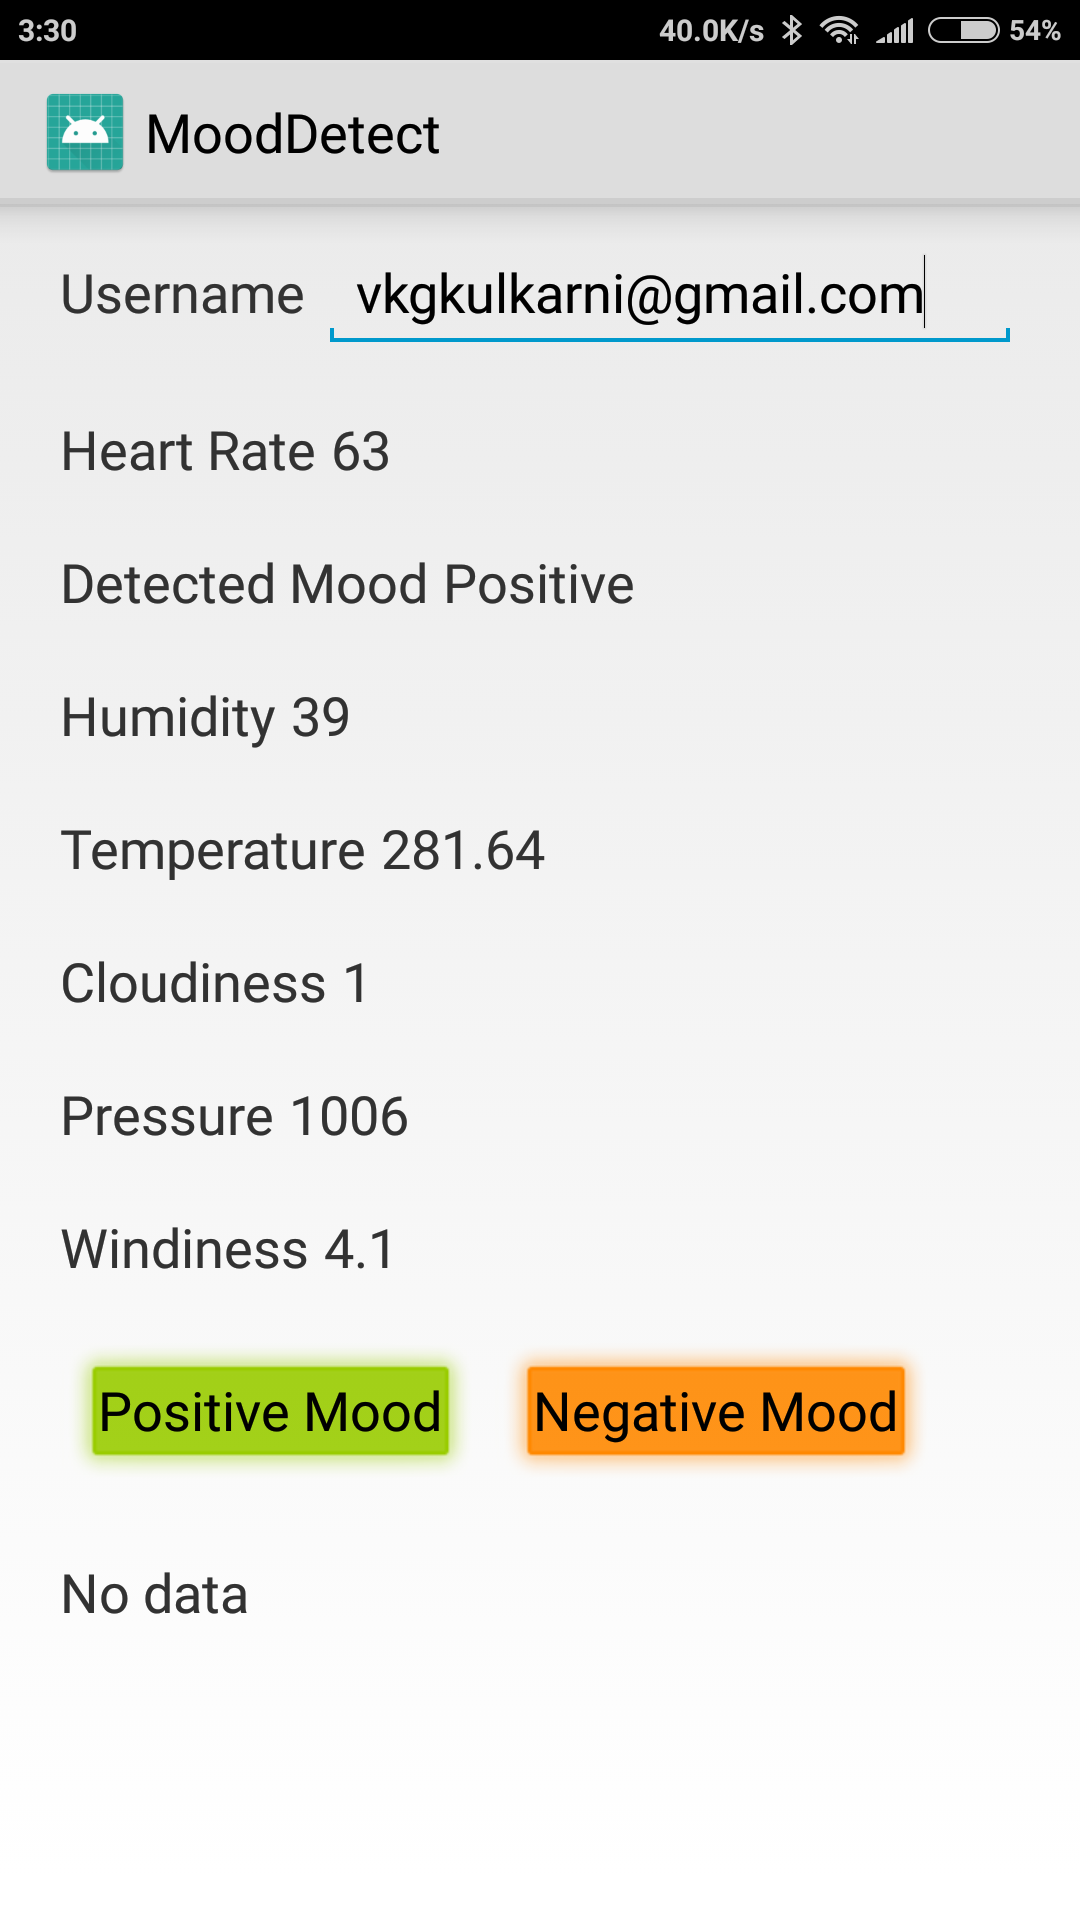 3:30 40.0K/s 54%
MoodDetect
Username vkgkulkarni@gmail.com
Heart Rate 63
Detected Mood Positive
Humidity 39
Temperature 281.64
Cloudiness 1
Pressure 1006
Windiness 4.1
Positive Mood Negative Mood
No data